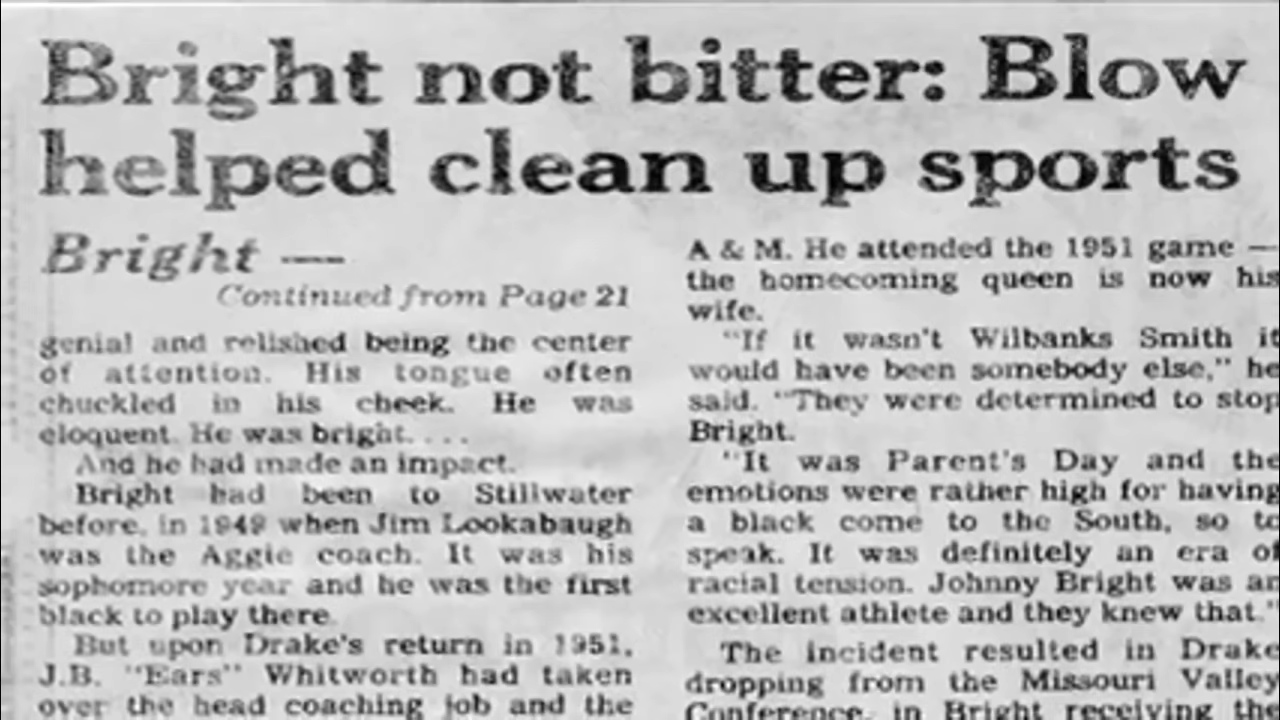 Bright not bitter: Blow
helped clean up sports
Bright —
Continued from Page 21
genial and relished being the center
of attention. His tongue often
chuckled in his cheek. He was
eloquent. He was bright. . . .
And he had made an impact.
Bright had been to Stillwater
before, in 1949 when Jim Lookabaugh
was the Aggie coach. It was his
sophomore year and he was the first
black to play there.
But upon Drake's return in 1951,
J.B. "Ears" Whitworth had taken
over the head coaching job and the
A & M. He attended the 1951 game —
the homecoming queen is now his
wife.
"If it wasn't Wilbanks Smith it
would have been somebody else," he
said. "They were determined to stop
Bright.
"It was Parent's Day and the
emotions were rather high for having
a black come to the South, so to
speak. It was definitely an era of
racial tension. Johnny Bright was an
excellent athlete and they knew that."
The incident resulted in Drake
dropping from the Missouri Valley
Conference, in Bright receiving the